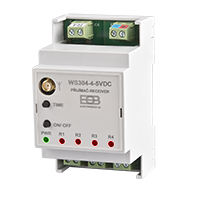 WS304-4-5VDC
PŘIJÍMAČ-RECEIVER
TIME
ON/ OFF
PWR R1 R2 R3 R4